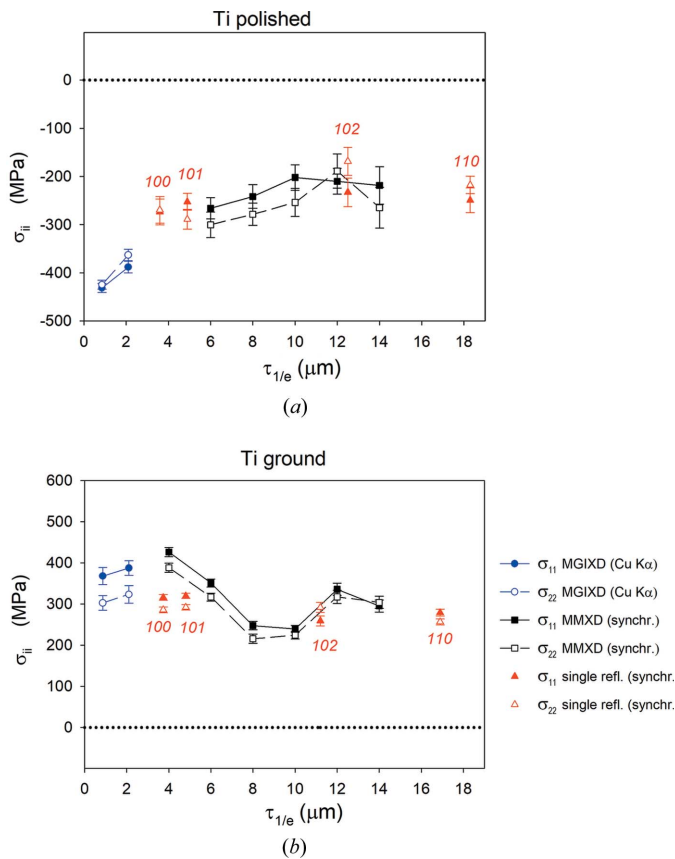 Ti polished
0
-100
-200
-300
-400
-500
σii (MPa)
100
101
102
110
0 2 4 6 8 10 12 14 16 18
τ1/e (μm)
(a)
Ti ground
600
500
400
300
200
100
0
σii (MPa)
100
101
102
110
0 2 4 6 8 10 12 14 16 18
τ1/e (μm)
(b)
σ11 MGIXD (Cu Kα)
σ22 MGIXD (Cu Kα)
σ11 MMXD (synchr.)
σ22 MMXD (synchr.)
σ11 single refl. (synchr.
σ22 single refl. (synchr.